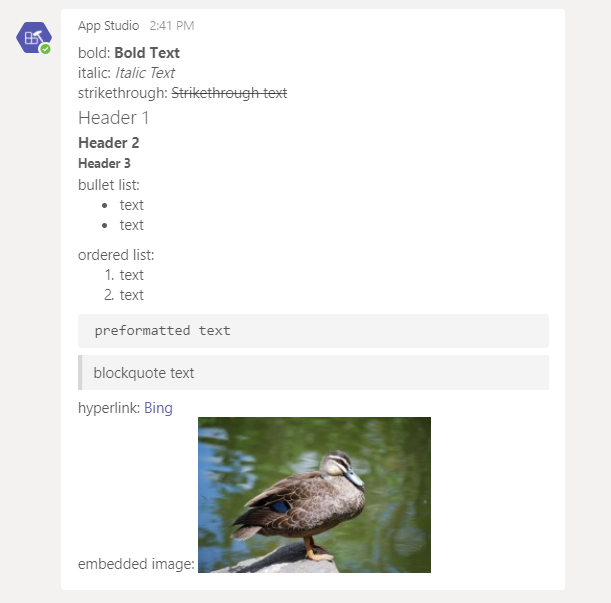 App Studio 2:41 PM
bold: Bold Text
italic: Italic Text
strikethrough: Strikethrough text
Header 1
Header 2
Header 3
bullet list:
• text
• text
ordered list:
1. text
2. text
preformatted text
blockquote text
hyperlink: Bing
embedded image: